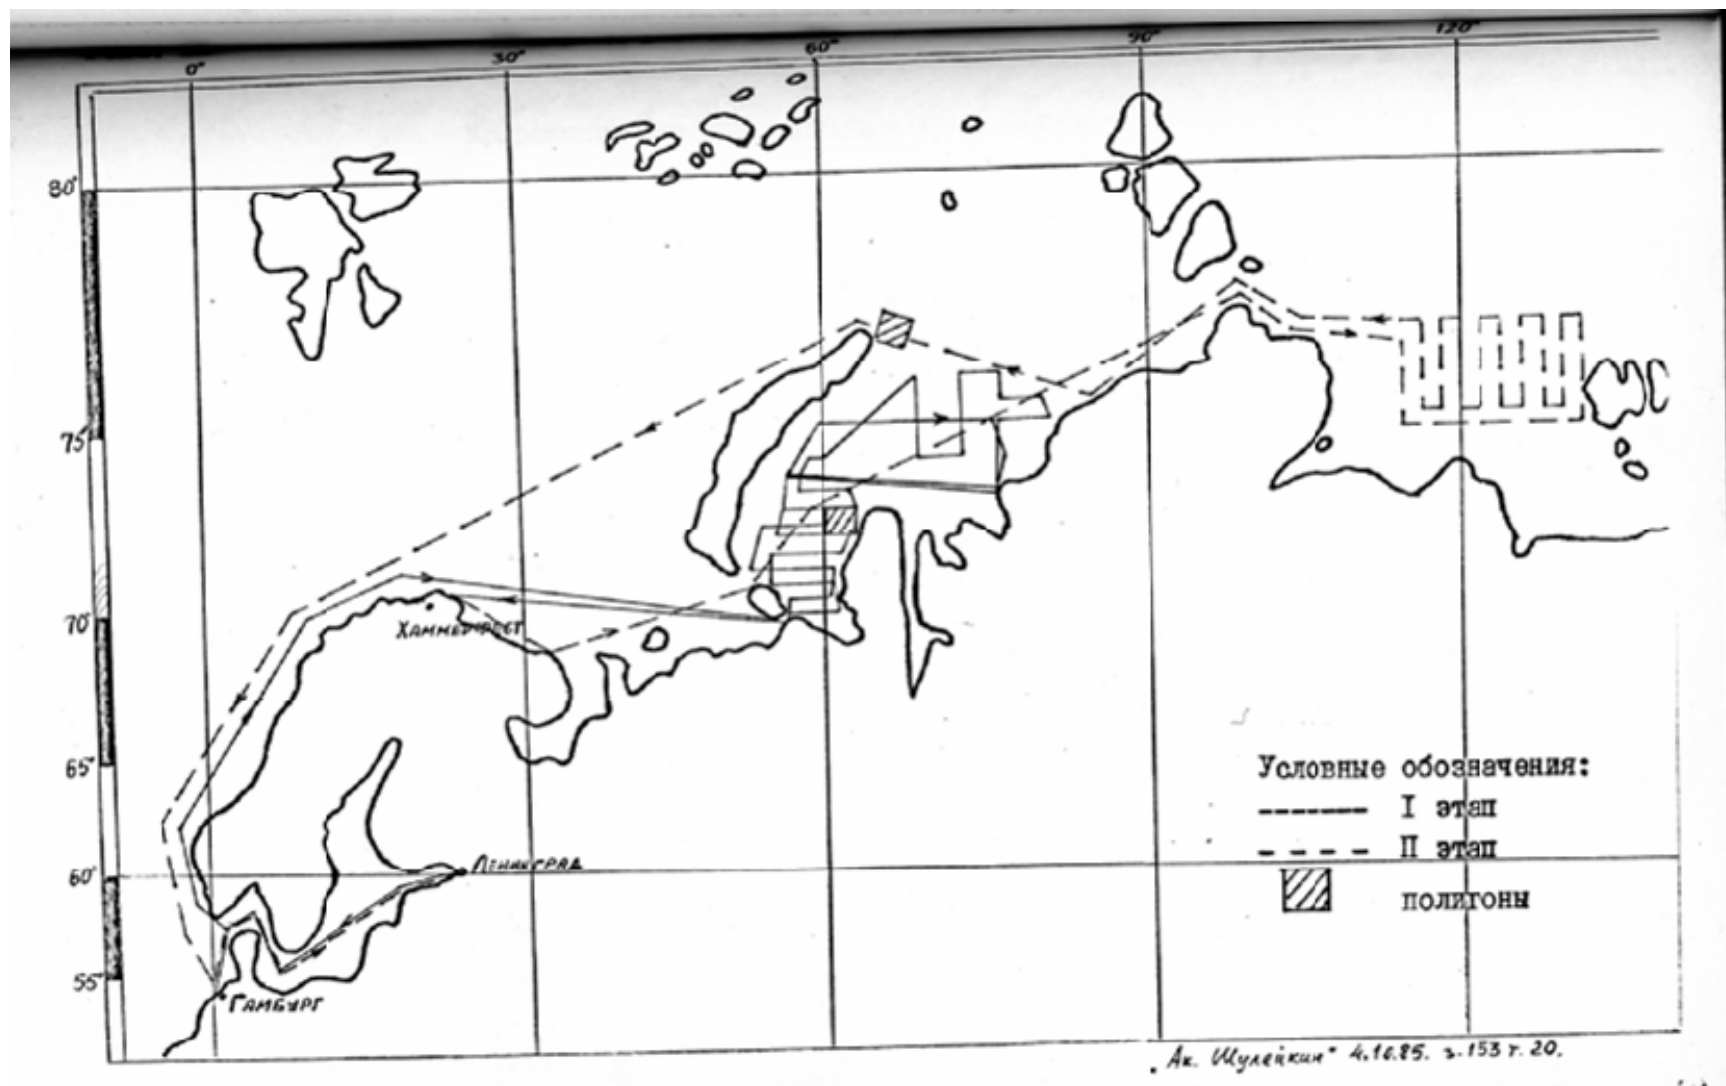 0°
30°
60°
90°
120°
80°
75°
70°
Хаммерфест
65°
Условные обозначения:
I этап
II этап
60°
Ленинград
полигоны
55°
Гамбург
„Ак. Шулейкин" 4.10.85. з.153 т.20.